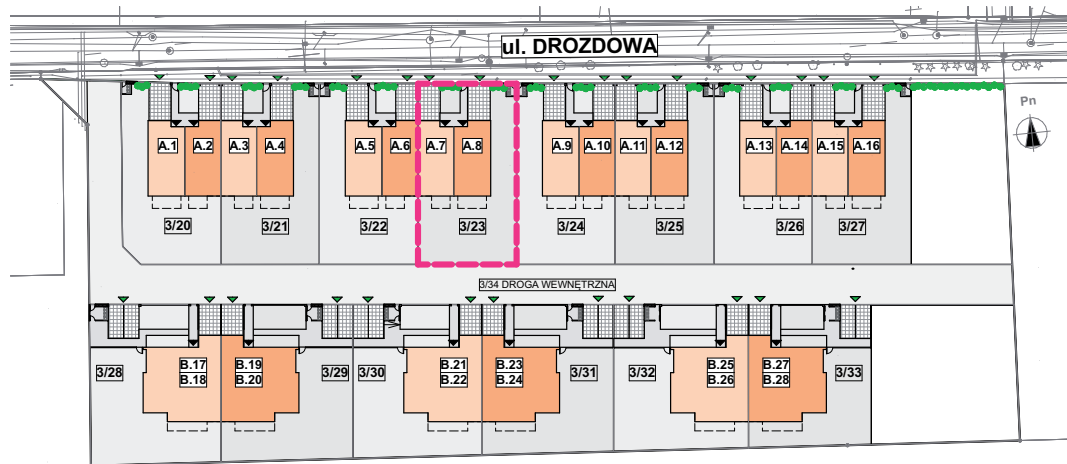 ul. DROZDOWA
Pn
A.1 A.2 A.3 A.4 A.5 A.6 A.7 A.8 A.9 A.10 A.11 A.12 A.13 A.14 A.15 A.16
3/20 3/21 3/22 3/23 3/24 3/25 3/26 3/27
3/34 DROGA WEWNĘTRZNA
B.17 B.19 B.21 B.23 B.25 B.27
3/28 3/29 3/30 3/31 3/32 3/33
B.18 B.20 B.22 B.24 B.26 B.28